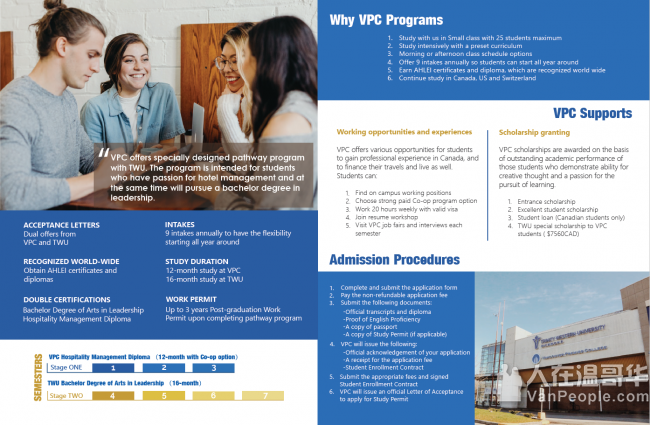 “VPC offers specially designed pathway program
with TWU. The program is intended for students
who have passion for hotel management and at
the same time will pursue a bachelor degree in
leadership.
ACCEPTANCE LETTERS
Dual offers from
VPC and TWU
INTAKES
9 intakes annually to have the flexibility
starting all year around
RECOGNIZED WORLD-WIDE
Obtain AHLEI certificates and
diplomas
STUDY DURATION
12-month study at VPC
16-month study at TWU
DOUBLE CERTIFICATIONS
Bachelor Degree of Arts in Leadership
Hospitality Management Diploma
WORK PERMIT
Up to 3 years Post-graduation Work
Permit upon completing pathway program
SEMESTERS
VPC Hospitality Management Diploma (12-month with Co-op option)
Stage ONE 1 2 3
TWU Bachelor Degree of Arts in Leadership (16-month)
Stage TWO 4 5 6 7
Why VPC Programs
1. Study with us in Small class with 25 students maximum
2. Study intensively with a preset curriculum
3. Morning or afternoon class schedule options
4. Offer 9 intakes annually so students can start all year around
5. Earn AHLEI certificates and diploma, which are recognized world wide
6. Continue study in Canada, US and Switzerland
VPC Supports
Working opportunities and experiences
VPC offers various opportunities for students
to gain professional experience in Canada, and
to finance their travels and live as well.
Students can:
1. Find on campus working positions
2. Choose strong paid Co-op program option
3. Work 20 hours weekly with valid visa
4. Join resume workshop
5. Visit VPC job fairs and interviews each
semester
Scholarship granting
VPC scholarships are awarded on the basis
of outstanding academic performance of
those students who demonstrate ability for
creative thought and a passion for the
pursuit of learning.
1. Entrance scholarship
2. Excellent student scholarship
3. Student loan (Canadian students only)
4. TWU special scholarship to VPC
students ( $7560CAD)
Admission Procedures
1. Complete and submit the application form
2. Pay the non-refundable application fee
3. Submit the following documents:
-Official transcripts and diploma
-Proof of English Proficiency
-A copy of passport
-A copy of Study Permit (if applicable)
4. VPC will issue the following:
-Official acknowledgement of your application
-A receipt for the application fee
-Student Enrollment Contract
5. Submit the appropriate fees and signed
Student Enrollment Contract
6. VPC will issue an official Letter of Acceptance
to apply for Study Permit
TRINITY WESTERN UNIVERSITY
人在温哥华
VanPeople.com